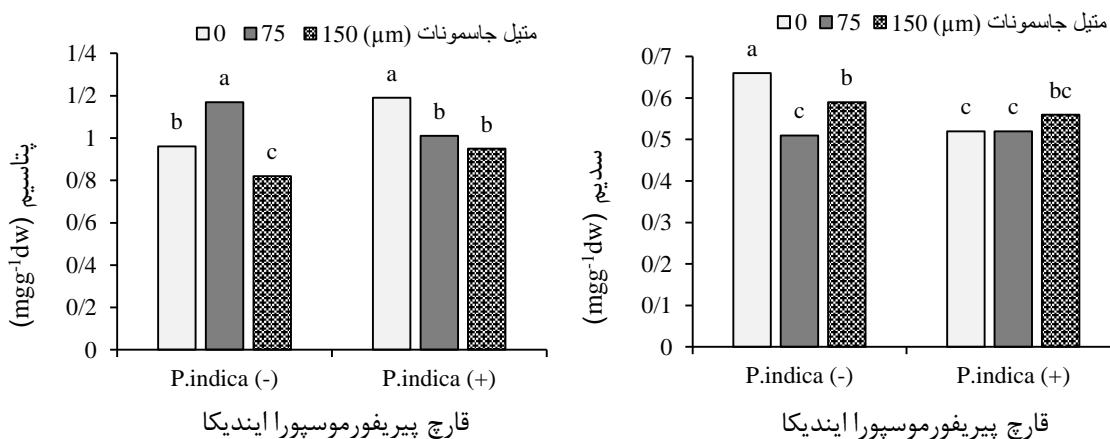 0 75 150 (µm) متیل جاسمونات
پتاسیم (mgg-1dw)
1/4
1/2
1
0/8
0/6
0/4
0/2
0
b
a
c
a
b
b
P.indica (-) P.indica (+)
قارچ پیریفورموسپورا ایندیکا
0 75 150 (µm) متیل جاسمونات
سدیم (mgg-1dw)
0/7
0/6
0/5
0/4
0/3
0/2
0/1
0
a
c
b
c
c
bc
P.indica (-) P.indica (+)
قارچ پیریفورموسپورا ایندیکا